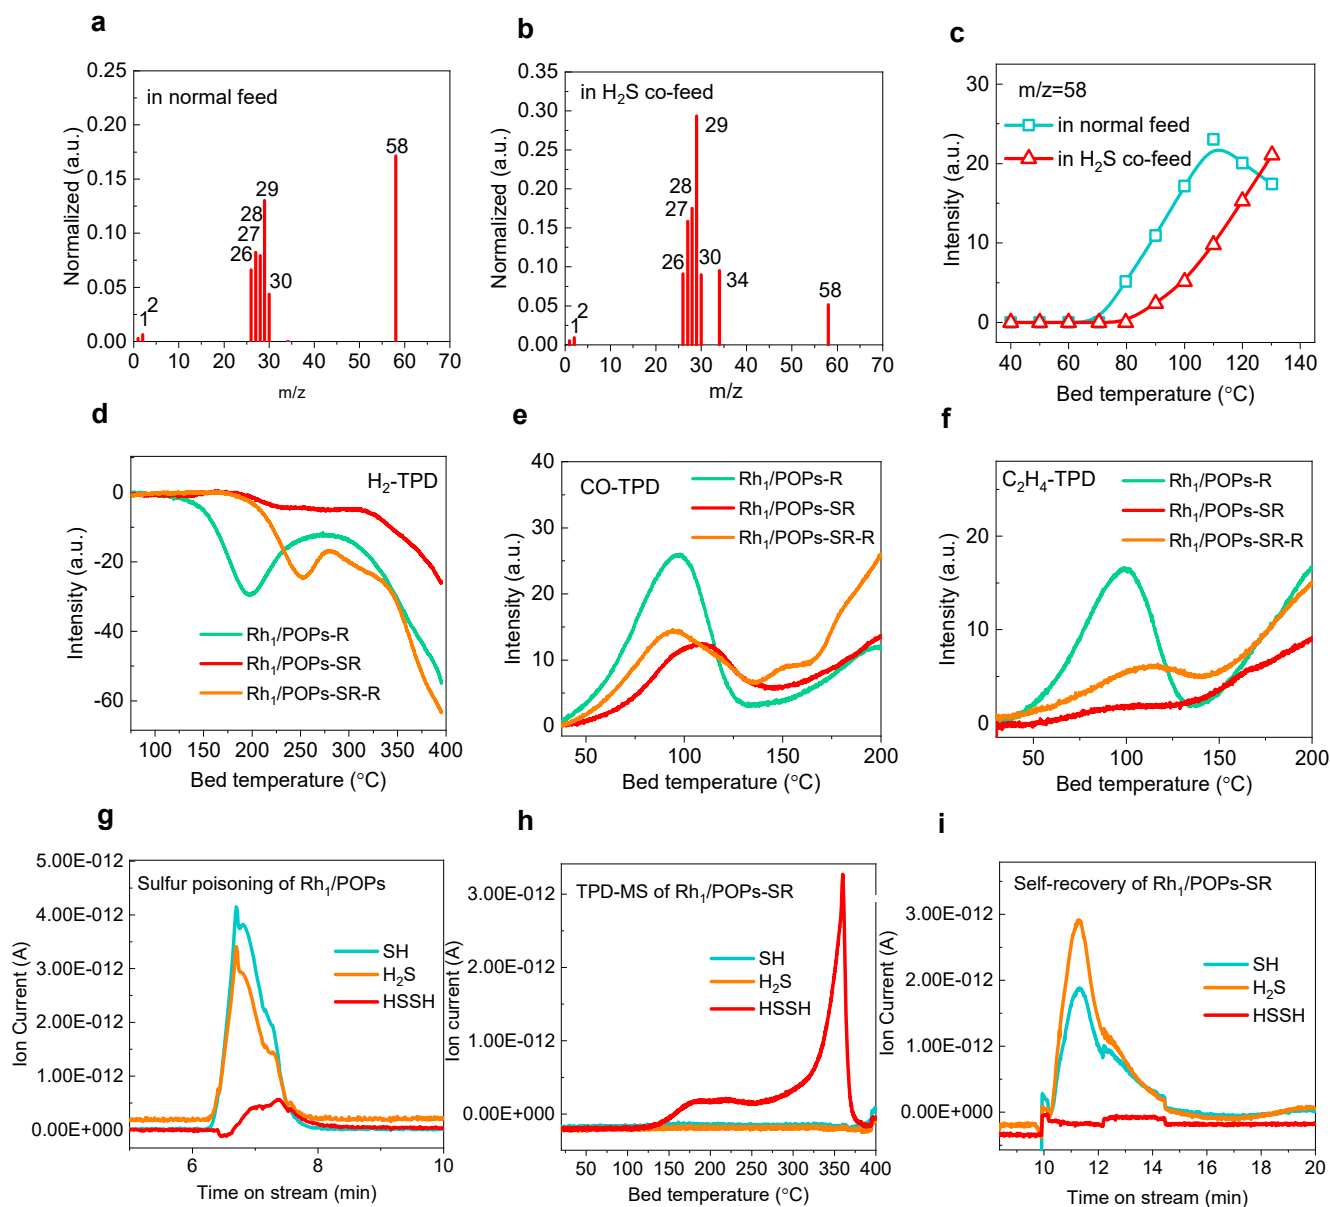 a
in normal feed
Normalized (a.u.)
0.25
0.20
0.15
0.10
0.05
0.00
1
2
26
27
28
29
30
58
0 10 20 30 40 50 60 70
m/z
b
in H₂S co-feed
Normalized (a.u.)
0.35
0.30
0.25
0.20
0.15
0.10
0.05
0.00
1
2
26
27
28
29
30
34
58
0 10 20 30 40 50 60 70
m/z
c
m/z=58
in normal feed
in H₂S co-feed
Intensity (a.u.)
30
20
10
0
40 60 80 100 120 140
Bed temperature (°C)
d
H₂-TPD
Intensity (a.u.)
0
-20
-40
-60
Rh₁/POPs-R
Rh₁/POPs-SR
Rh₁/POPs-SR-R
100 150 200 250 300 350 400
Bed temperature (°C)
e
CO-TPD
Intensity (a.u.)
40
30
20
10
0
Rh₁/POPs-R
Rh₁/POPs-SR
Rh₁/POPs-SR-R
50 100 150 200
Bed temperature (°C)
f
C₂H₄-TPD
Intensity (a.u.)
20
10
0
Rh₁/POPs-R
Rh₁/POPs-SR
Rh₁/POPs-SR-R
50 100 150 200
Bed temperature (°C)
g
Sulfur poisoning of Rh₁/POPs
Ion Current (A)
5.00E-012
4.00E-012
3.00E-012
2.00E-012
1.00E-012
0.00E+000
SH
H₂S
HSSH
6 8 10
Time on stream (min)
h
TPD-MS of Rh₁/POPs-SR
Ion current (A)
3.00E-012
2.00E-012
1.00E-012
0.00E+000
SH
H₂S
HSSH
50 100 150 200 250 300 350 400
Bed temperature (°C)
i
Self-recovery of Rh₁/POPs-SR
Ion Current (A)
3.00E-012
2.00E-012
1.00E-012
0.00E+000
SH
H₂S
HSSH
10 12 14 16 18 20
Time on stream (min)